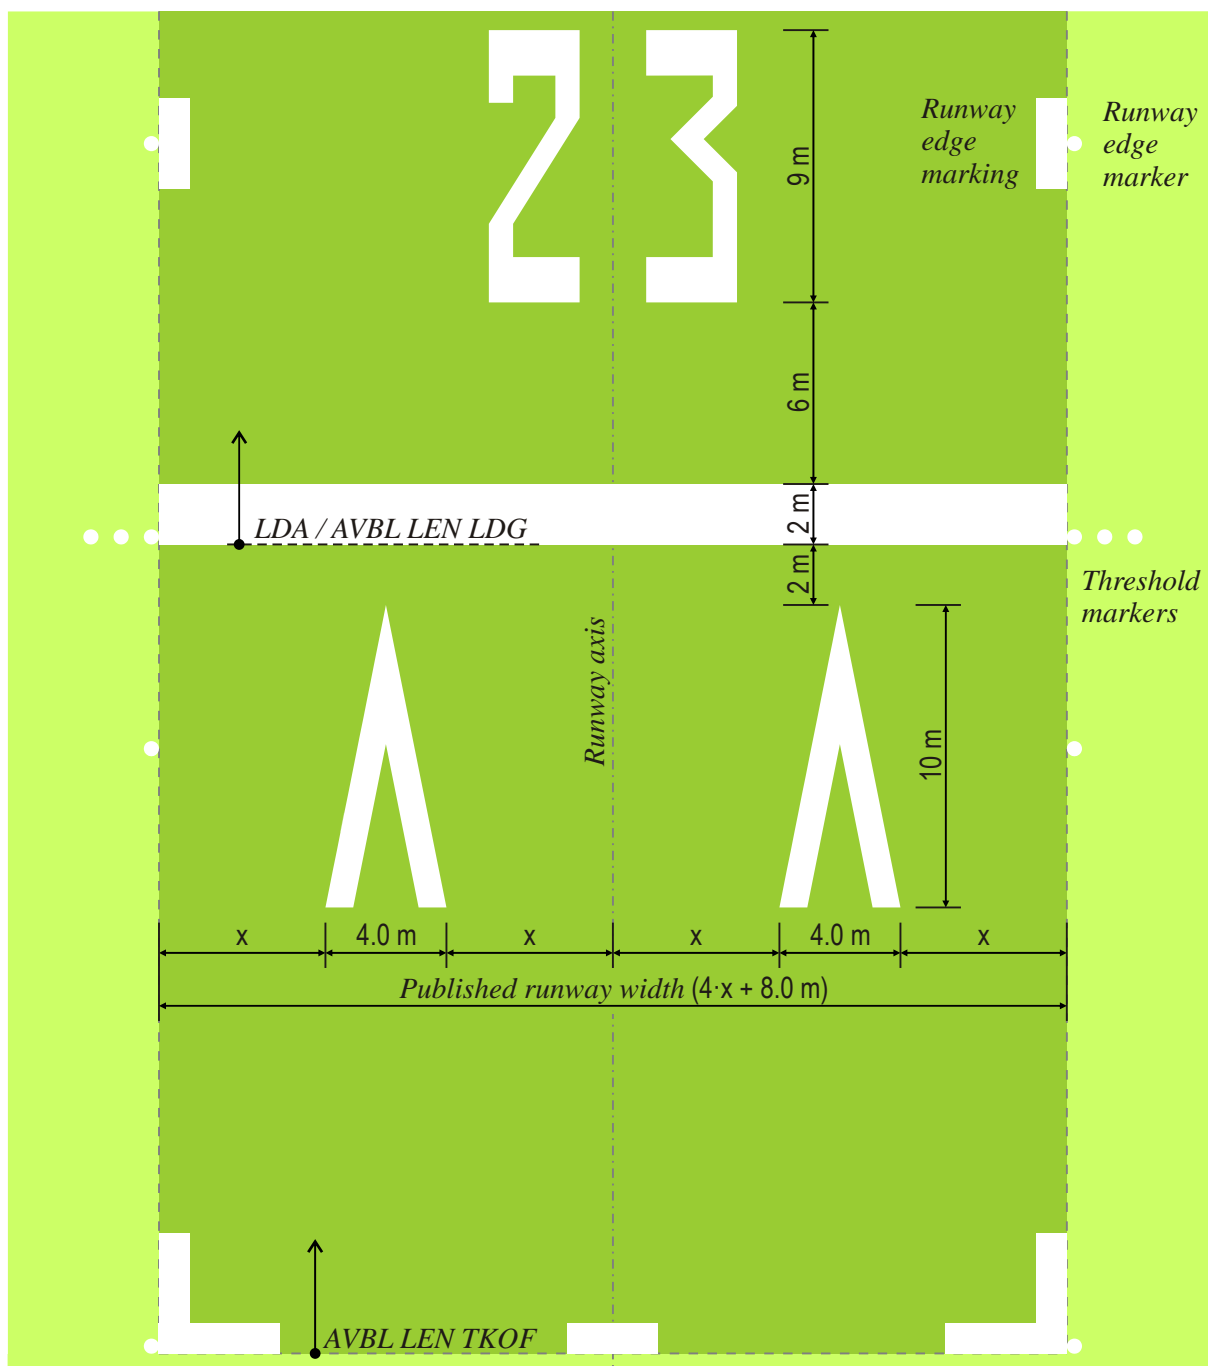 23
9 m
Runway
edge
marking
Runway
edge
marker
6 m
LDA / AVBL LEN LDG
2 m
2 m
Threshold
markers
Runway axis
10 m
x
4.0 m
x
x
4.0 m
x
Published runway width (4·x + 8.0 m)
AVBL LEN TKOF